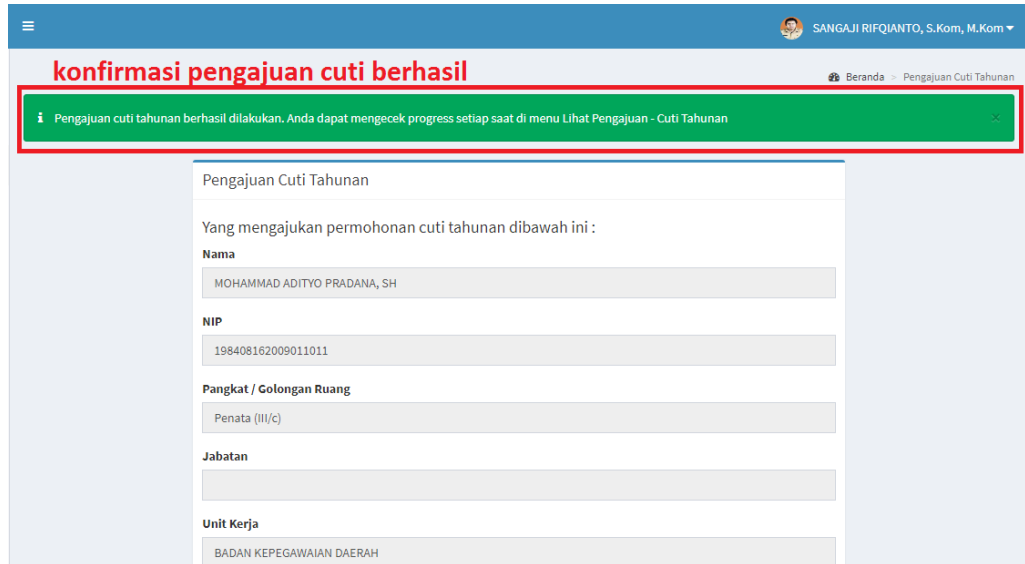 SANGAJI RIFQIANTO, S.Kom, M.Kom
konfirmasi pengajuan cuti berhasil
Beranda > Pengajuan Cuti Tahunan
Pengajuan cuti tahunan berhasil dilakukan. Anda dapat mengecek progress setiap saat di menu Lihat Pengajuan - Cuti Tahunan
Pengajuan Cuti Tahunan
Yang mengajukan permohonan cuti tahunan dibawah ini :
Nama
MOHAMMAD ADITYO PRADANA, SH
NIP
198408162009011011
Pangkat / Golongan Ruang
Penata (III/c)
Jabatan
Unit Kerja
BADAN KEPEGAWAIAN DAERAH